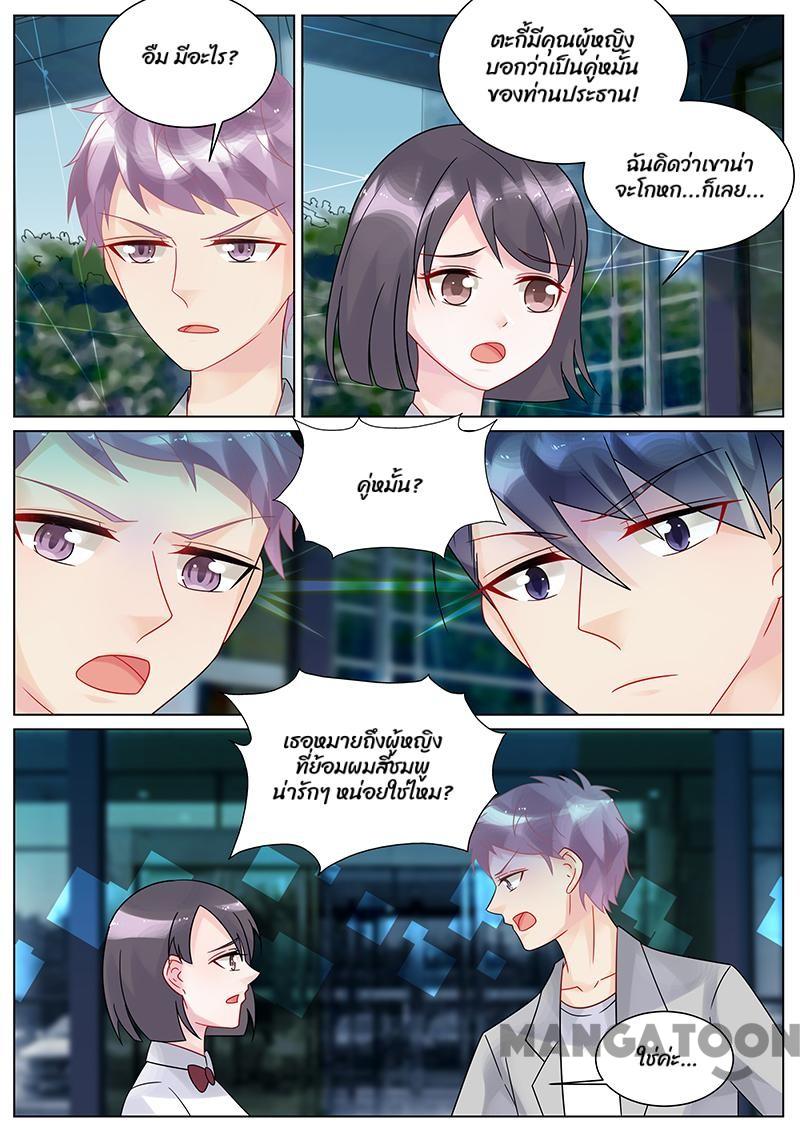 อืม มีอะไร?
ตะกี้มีคุณผู้หญิง
บอกว่าเป็นคู่หมั้น
ของท่านประธาน!
ฉันคิดว่าเขาน่า
จะโกหก...ก็เลย...
คู่หมั้น?
เธอหมายถึงผู้หญิง
ที่ย้อมผมสีชมพู
น่ารักๆ หน่อยใช่ไหม?
ใช่ค่ะ...
MANGATOON